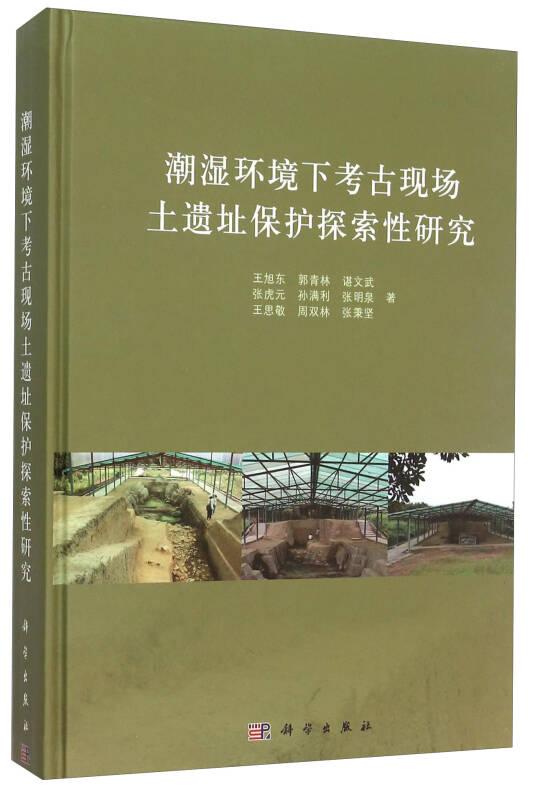 潮湿环境下考古现场
土遗址保护探索性研究
王旭东 郭青林 谌文武
张虎元 孙满利 张明泉 著
王思敬 周双林 张秉坚
科学出版社
潮湿环境下考古现场土遗址保护探索性研究
科学出版社